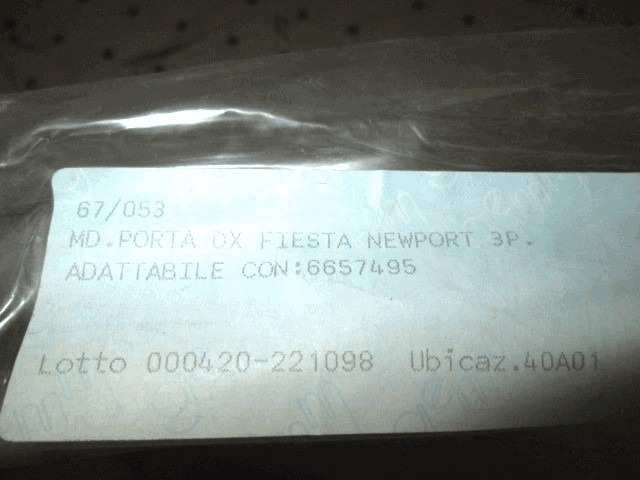 67/053
MD.PORTA DX FIESTA NEWPORT 3P.
ADATTABILE CON:6657495
Lotto 000420-221098 Ubicaz.40A01